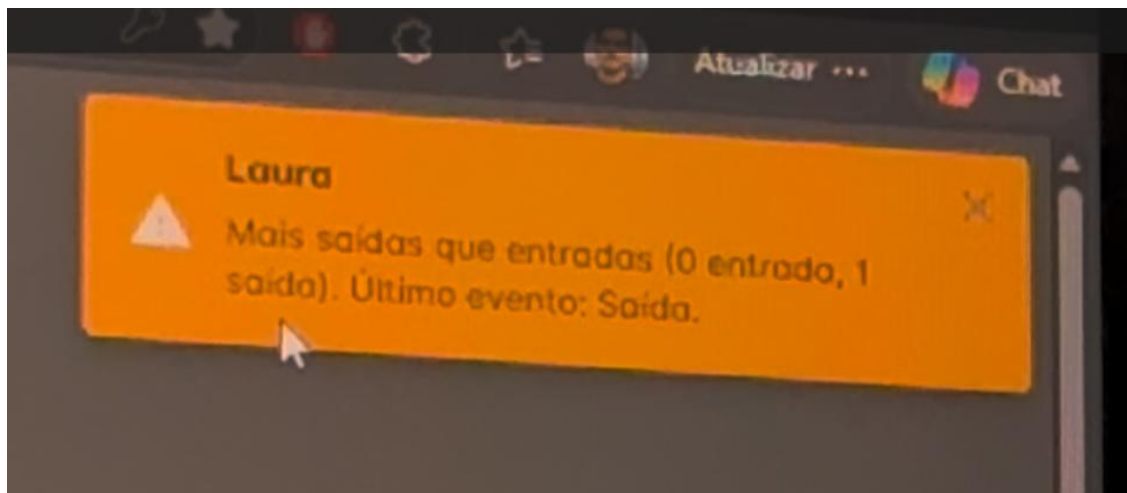 Atualizar ...
Chat
Laura
Mais saídas que entradas (0 entrada, 1
saída). Último evento: Saída.